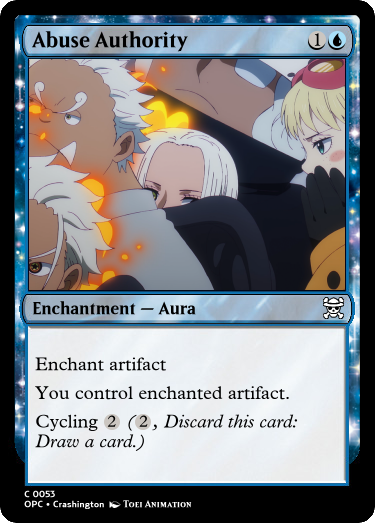 Abuse Authority 1
Enchantment — Aura
Enchant artifact
You control enchanted artifact.
Cycling 2 (2, Discard this card:
Draw a card.)
C 0053
OPC • Crashington TOEI ANIMATION